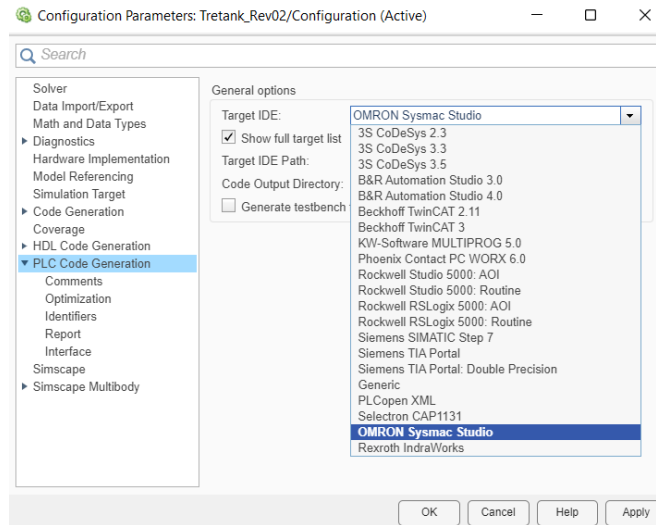 Configuration Parameters: Tretank_Rev02/Configuration (Active)
Search
Solver
Data Import/Export
Math and Data Types
Diagnostics
Hardware Implementation
Model Referencing
Simulation Target
Code Generation
Coverage
HDL Code Generation
PLC Code Generation
Comments
Optimization
Identifiers
Report
Interface
Simscape
Simscape Multibody
General options
Target IDE:
OMRON Sysmac Studio
Show full target list
Target IDE Path:
Code Output Directory:
Generate testbench
3S CoDeSys 2.3
3S CoDeSys 3.3
3S CoDeSys 3.5
B&R Automation Studio 3.0
B&R Automation Studio 4.0
Beckhoff TwinCAT 2.11
Beckhoff TwinCAT 3
KW-Software MULTIPROG 5.0
Phoenix Contact PC WORX 6.0
Rockwell Studio 5000: AOI
Rockwell Studio 5000: Routine
Rockwell RSLogix 5000: AOI
Rockwell RSLogix 5000: Routine
Siemens SIMATIC Step 7
Siemens TIA Portal
Siemens TIA Portal: Double Precision
Generic
PLCopen XML
Selectron CAP1131
OMRON Sysmac Studio
Rexroth IndraWorks
OK
Cancel
Help
Apply